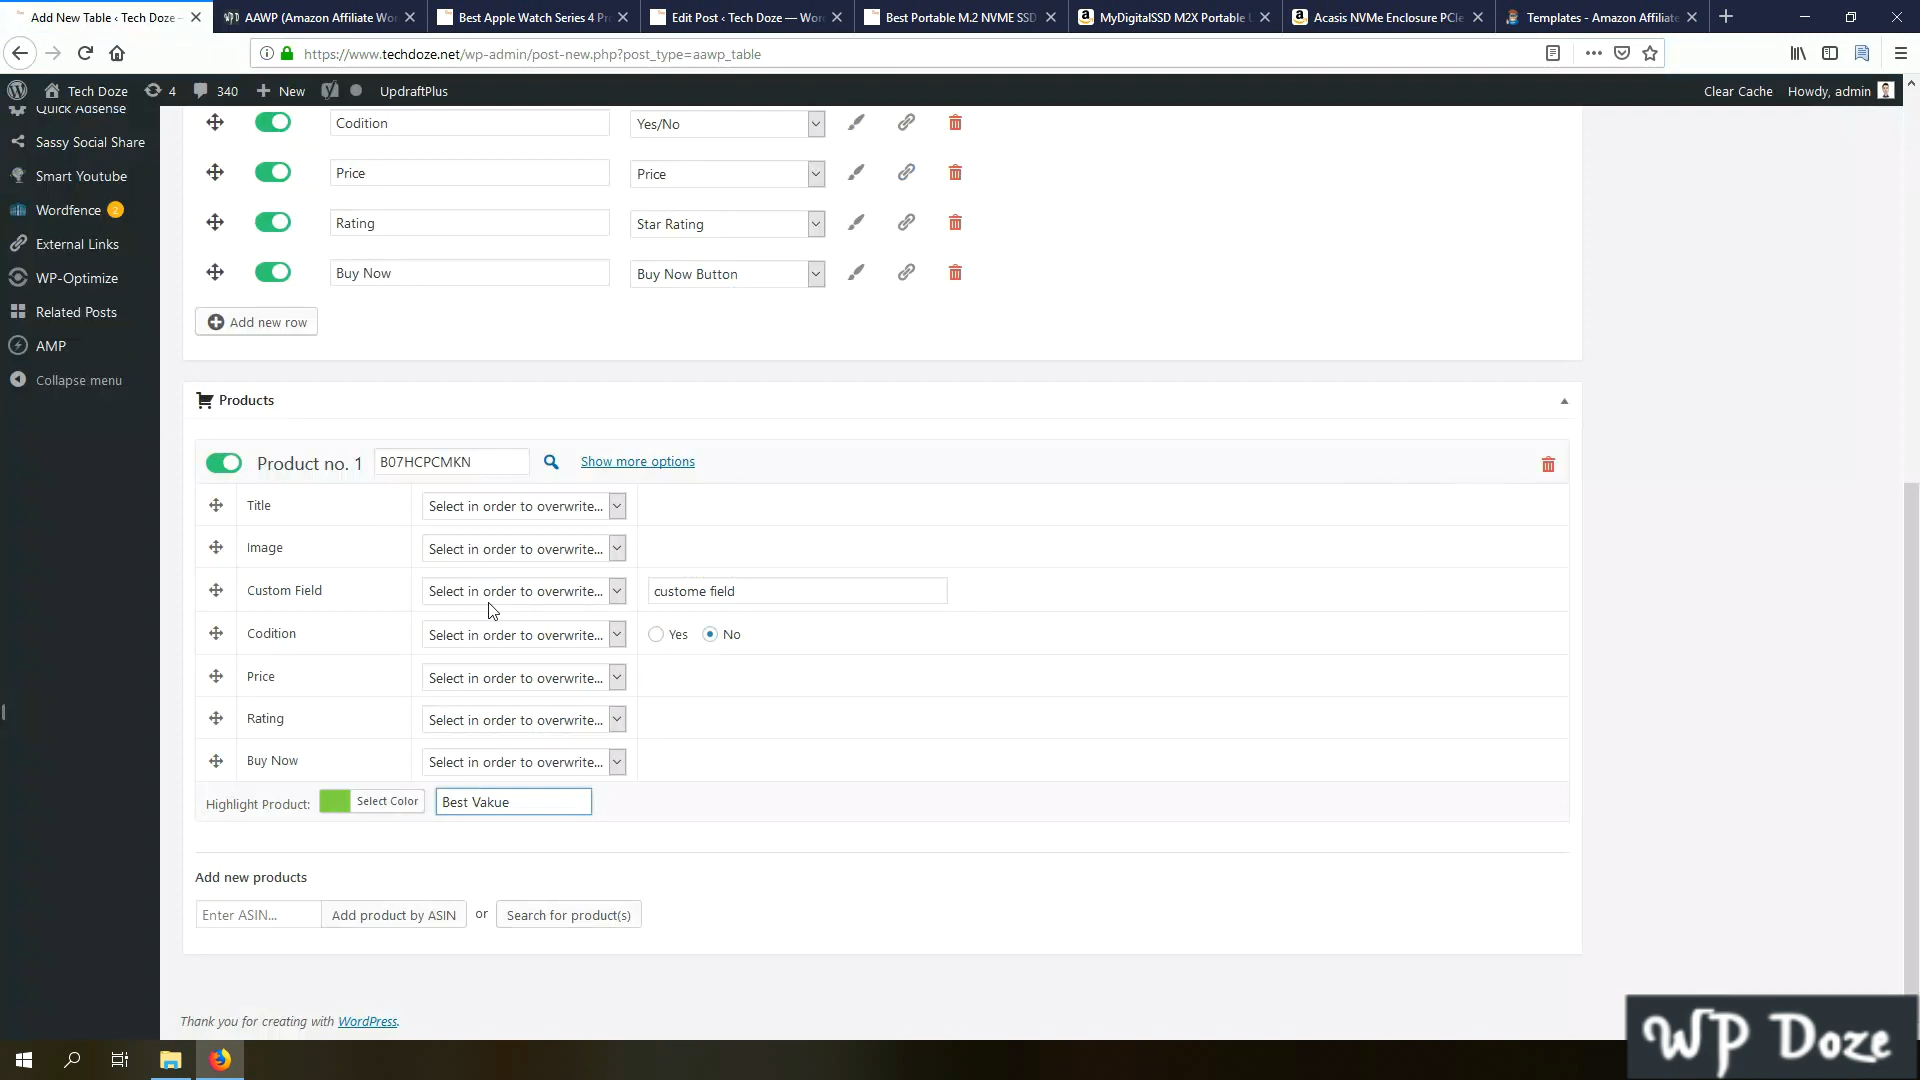 Add New Table ‹ Tech Doze —
AAWP (Amazon Affiliate Wor
Best Apple Watch Series 4 Pr
Edit Post ‹ Tech Doze — Wor
Best Portable M.2 NVME SSD
MyDigitalSSD M2X Portable U
Acasis NVMe Enclosure PCIe
Templates - Amazon Affiliate
https://www.techdoze.net/wp-admin/post-new.php?post_type=aawp_table
Tech Doze
4
340
New
UpdraftPlus
Clear Cache
Howdy, admin
Quick Adsense
Sassy Social Share
Smart Youtube
Wordfence 2
External Links
WP-Optimize
Related Posts
AMP
Collapse menu
Codition Yes/No
Price Price
Rating Star Rating
Buy Now Buy Now Button
Add new row
Products
Product no. 1 B07HCPCMKN Show more options
Title Select in order to overwrite...
Image Select in order to overwrite...
Custom Field Select in order to overwrite... custome field
Codition Select in order to overwrite... Yes No
Price Select in order to overwrite...
Rating Select in order to overwrite...
Buy Now Select in order to overwrite...
Highlight Product: Select Color Best Vakue
Add new products
Enter ASIN... Add product by ASIN or Search for product(s)
Thank you for creating with WordPress.
WP Doze